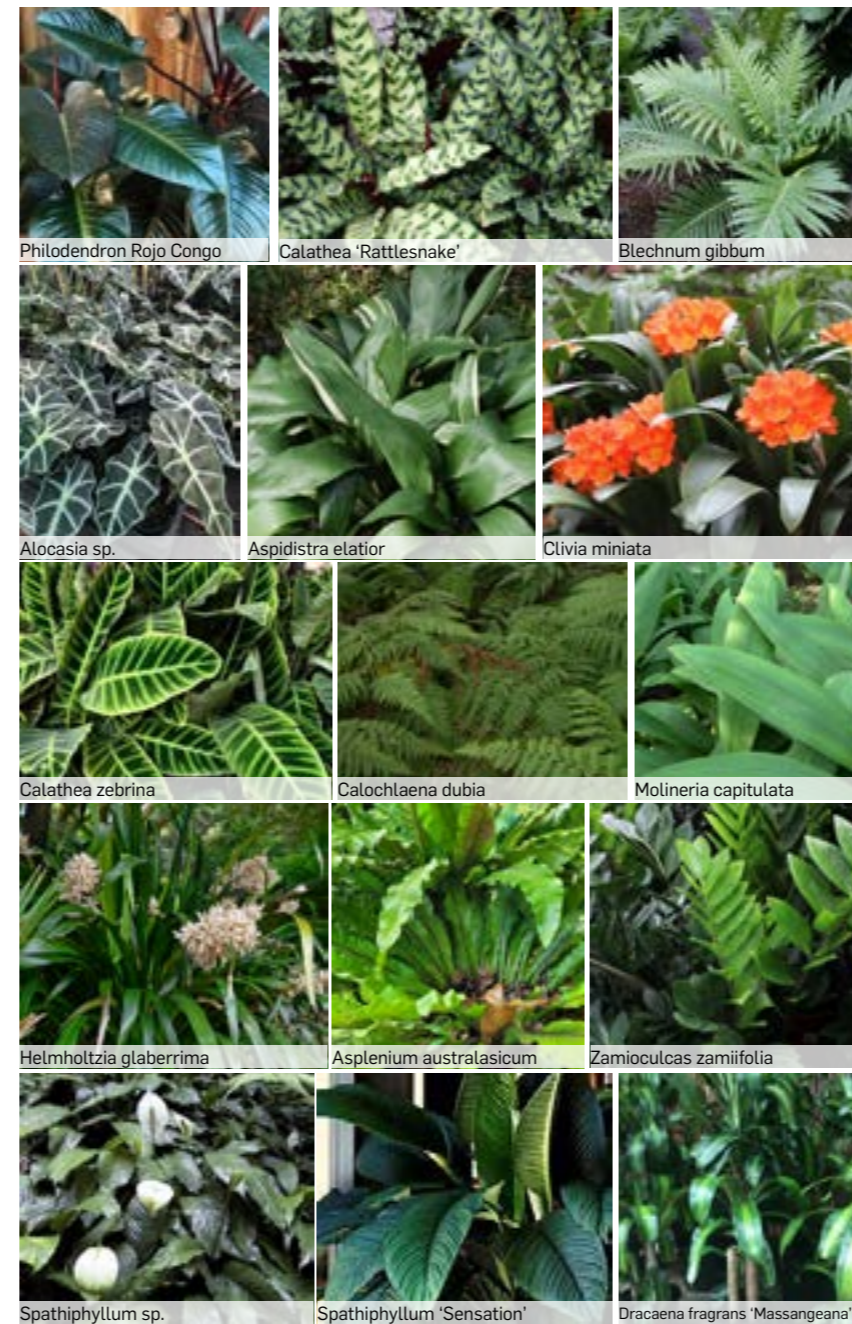 Philodendron Rojo Congo
Calathea ‘Rattlesnake’
Blechnum gibbum
Alocasia sp.
Aspidistra elatior
Clivia miniata
Calathea zebrina
Calochlaena dubia
Molineria capitulata
Helmholtzia glaberrima
Asplenium australasicum
Zamioculcas zamiifolia
Spathiphyllum sp.
Spathiphyllum ‘Sensation’
Dracaena fragrans ‘Massangeana’